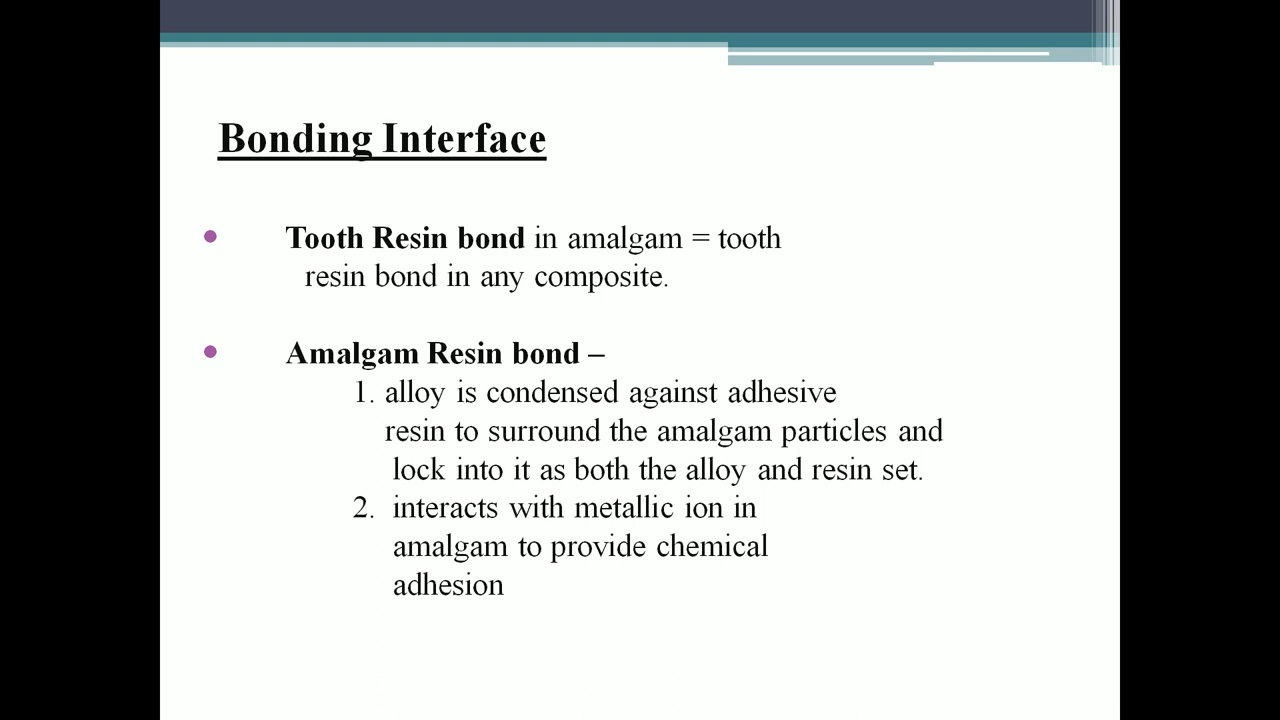 Bonding Interface
Tooth Resin bond in amalgam = tooth
resin bond in any composite.
Amalgam Resin bond –
1. alloy is condensed against adhesive
resin to surround the amalgam particles and
lock into it as both the alloy and resin set.
2. interacts with metallic ion in
amalgam to provide chemical
adhesion